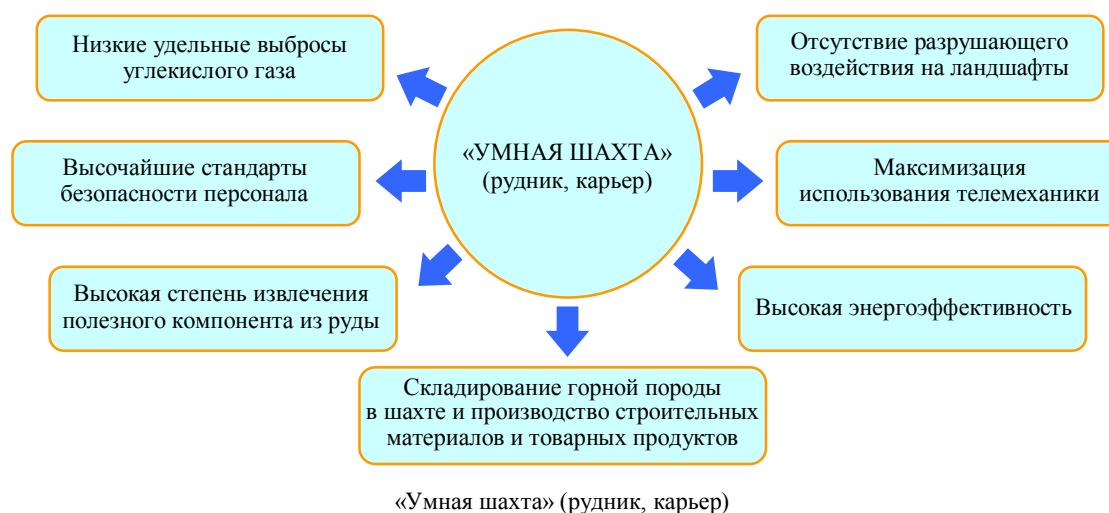 Низкие удельные выбросы
углекислого газа
Отсутствие разрушающего
воздействия на ландшафты
«УМНАЯ ШАХТА»
(рудник, карьер)
Высочайшие стандарты
безопасности персонала
Максимизация
использования телемеханики
Высокая степень извлечения
полезного компонента из руды
Высокая энергоэффективность
Складирование горной породы
в шахте и производство строительных
материалов и товарных продуктов
«Умная шахта» (рудник, карьер)